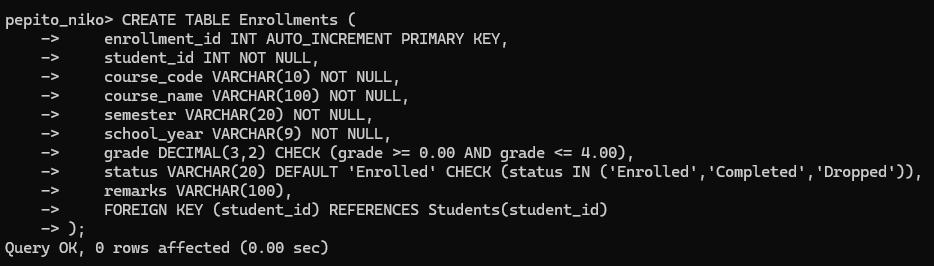 pepito_niko> CREATE TABLE Enrollments (
    ->     enrollment_id INT AUTO_INCREMENT PRIMARY KEY,
    ->     student_id INT NOT NULL,
    ->     course_code VARCHAR(10) NOT NULL,
    ->     course_name VARCHAR(100) NOT NULL,
    ->     semester VARCHAR(20) NOT NULL,
    ->     school_year VARCHAR(9) NOT NULL,
    ->     grade DECIMAL(3,2) CHECK (grade >= 0.00 AND grade <= 4.00),
    ->     status VARCHAR(20) DEFAULT 'Enrolled' CHECK (status IN ('Enrolled','Completed','Dropped')),
    ->     remarks VARCHAR(100),
    ->     FOREIGN KEY (student_id) REFERENCES Students(student_id)
    -> );
Query OK, 0 rows affected (0.00 sec)